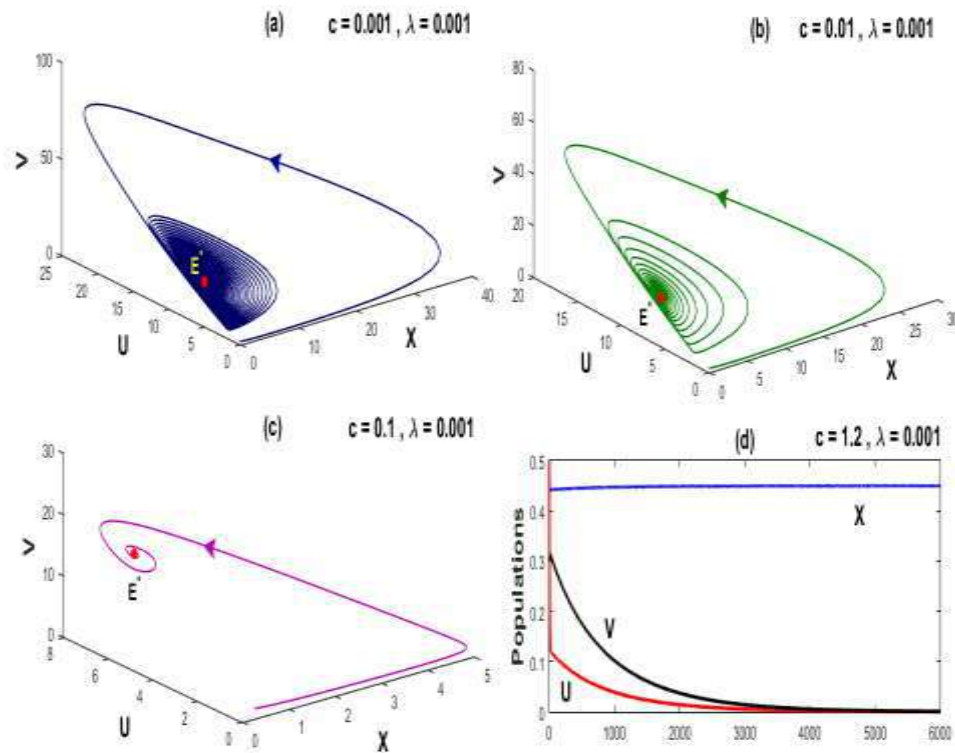 (a) c = 0.001 , λ = 0.001
100
50
0
V
25
20
15
10
5
0
U
0
10
20
30
40
X
E*
(b) c = 0.01 , λ = 0.001
80
60
40
20
0
V
20
15
10
5
0
U
0
5
10
15
20
25
30
X
E*
(c) c = 0.1 , λ = 0.001
30
20
10
0
V
8
6
4
2
0
U
0
1
2
3
4
5
X
E*
(d) c = 1.2 , λ = 0.001
0.5
0.4
0.3
0.2
0.1
0
Populations
X
V
U
0 1000 2000 3000 4000 5000 6000